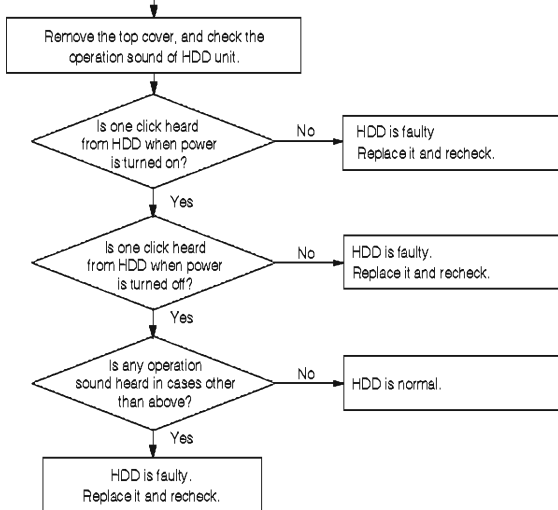 Remove the top cover, and check the
operation sound of HDD unit.
Is one click heard
from HDD when power
is turned on?
No
HDD is faulty
Replace it and recheck.
Yes
Is one click heard
from HDD when power
is turned off?
No
HDD is faulty.
Replace it and recheck.
Yes
Is any operation
sound heard in cases other
than above?
No
HDD is normal.
Yes
HDD is faulty.
Replace it and recheck.